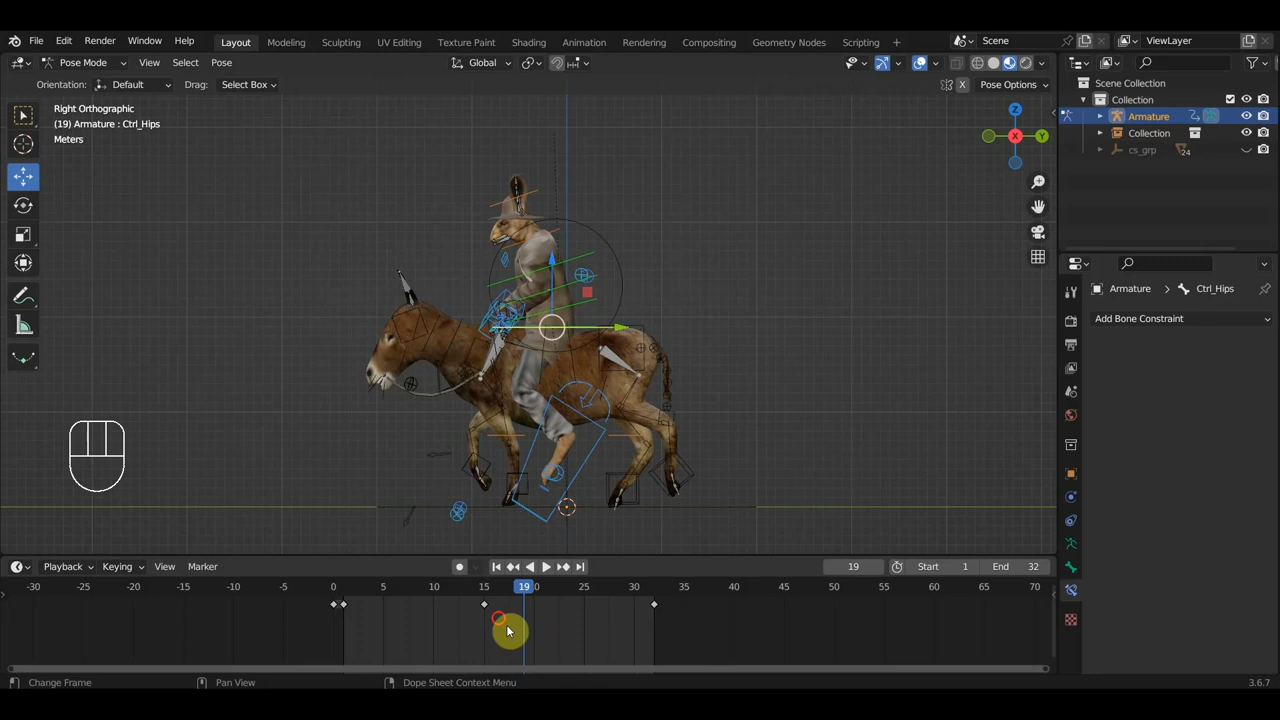 File Edit Render Window Help Layout Modeling Sculpting UV Editing Texture Paint Shading Animation Rendering Compositing Geometry Nodes Scripting + Scene ViewLayer
Pose Mode View Select Pose Global
Orientation: Default Drag: Select Box X Pose Options
Scene Collection
Collection
Armature
Collection
cs_grp 24
Right Orthographic
(19) Armature : Ctrl_Hips
Meters
Z
Y
X
Armature > Ctrl_Hips
Add Bone Constraint
Playback Keying View Marker 19 Start 1 End 32
-30 -25 -20 -15 -10 -5 0 5 10 15 19 0 25 30 35 40 45 50 55 60 65 70
Change Frame Pan View Dope Sheet Context Menu 3.6.7